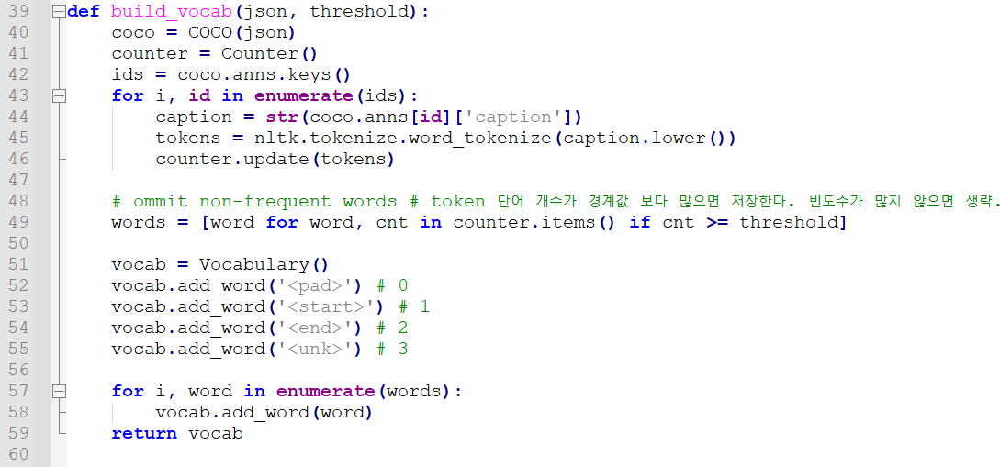 39 def build_vocab(json, threshold):
40     coco = COCO(json)
41     counter = Counter()
42     ids = coco.anns.keys()
43     for i, id in enumerate(ids):
44         caption = str(coco.anns[id]['caption'])
45         tokens = nltk.tokenize.word_tokenize(caption.lower())
46         counter.update(tokens)
47
48     # ommit non-frequent words # token 단어 개수가 경계값 보다 많으면 저장한다. 빈도수가 많지 않으면 생략.
49     words = [word for word, cnt in counter.items() if cnt >= threshold]
50
51     vocab = Vocabulary()
52     vocab.add_word('<pad>') # 0
53     vocab.add_word('<start>') # 1
54     vocab.add_word('<end>') # 2
55     vocab.add_word('<unk>') # 3
56
57     for i, word in enumerate(words):
58         vocab.add_word(word)
59     return vocab
60